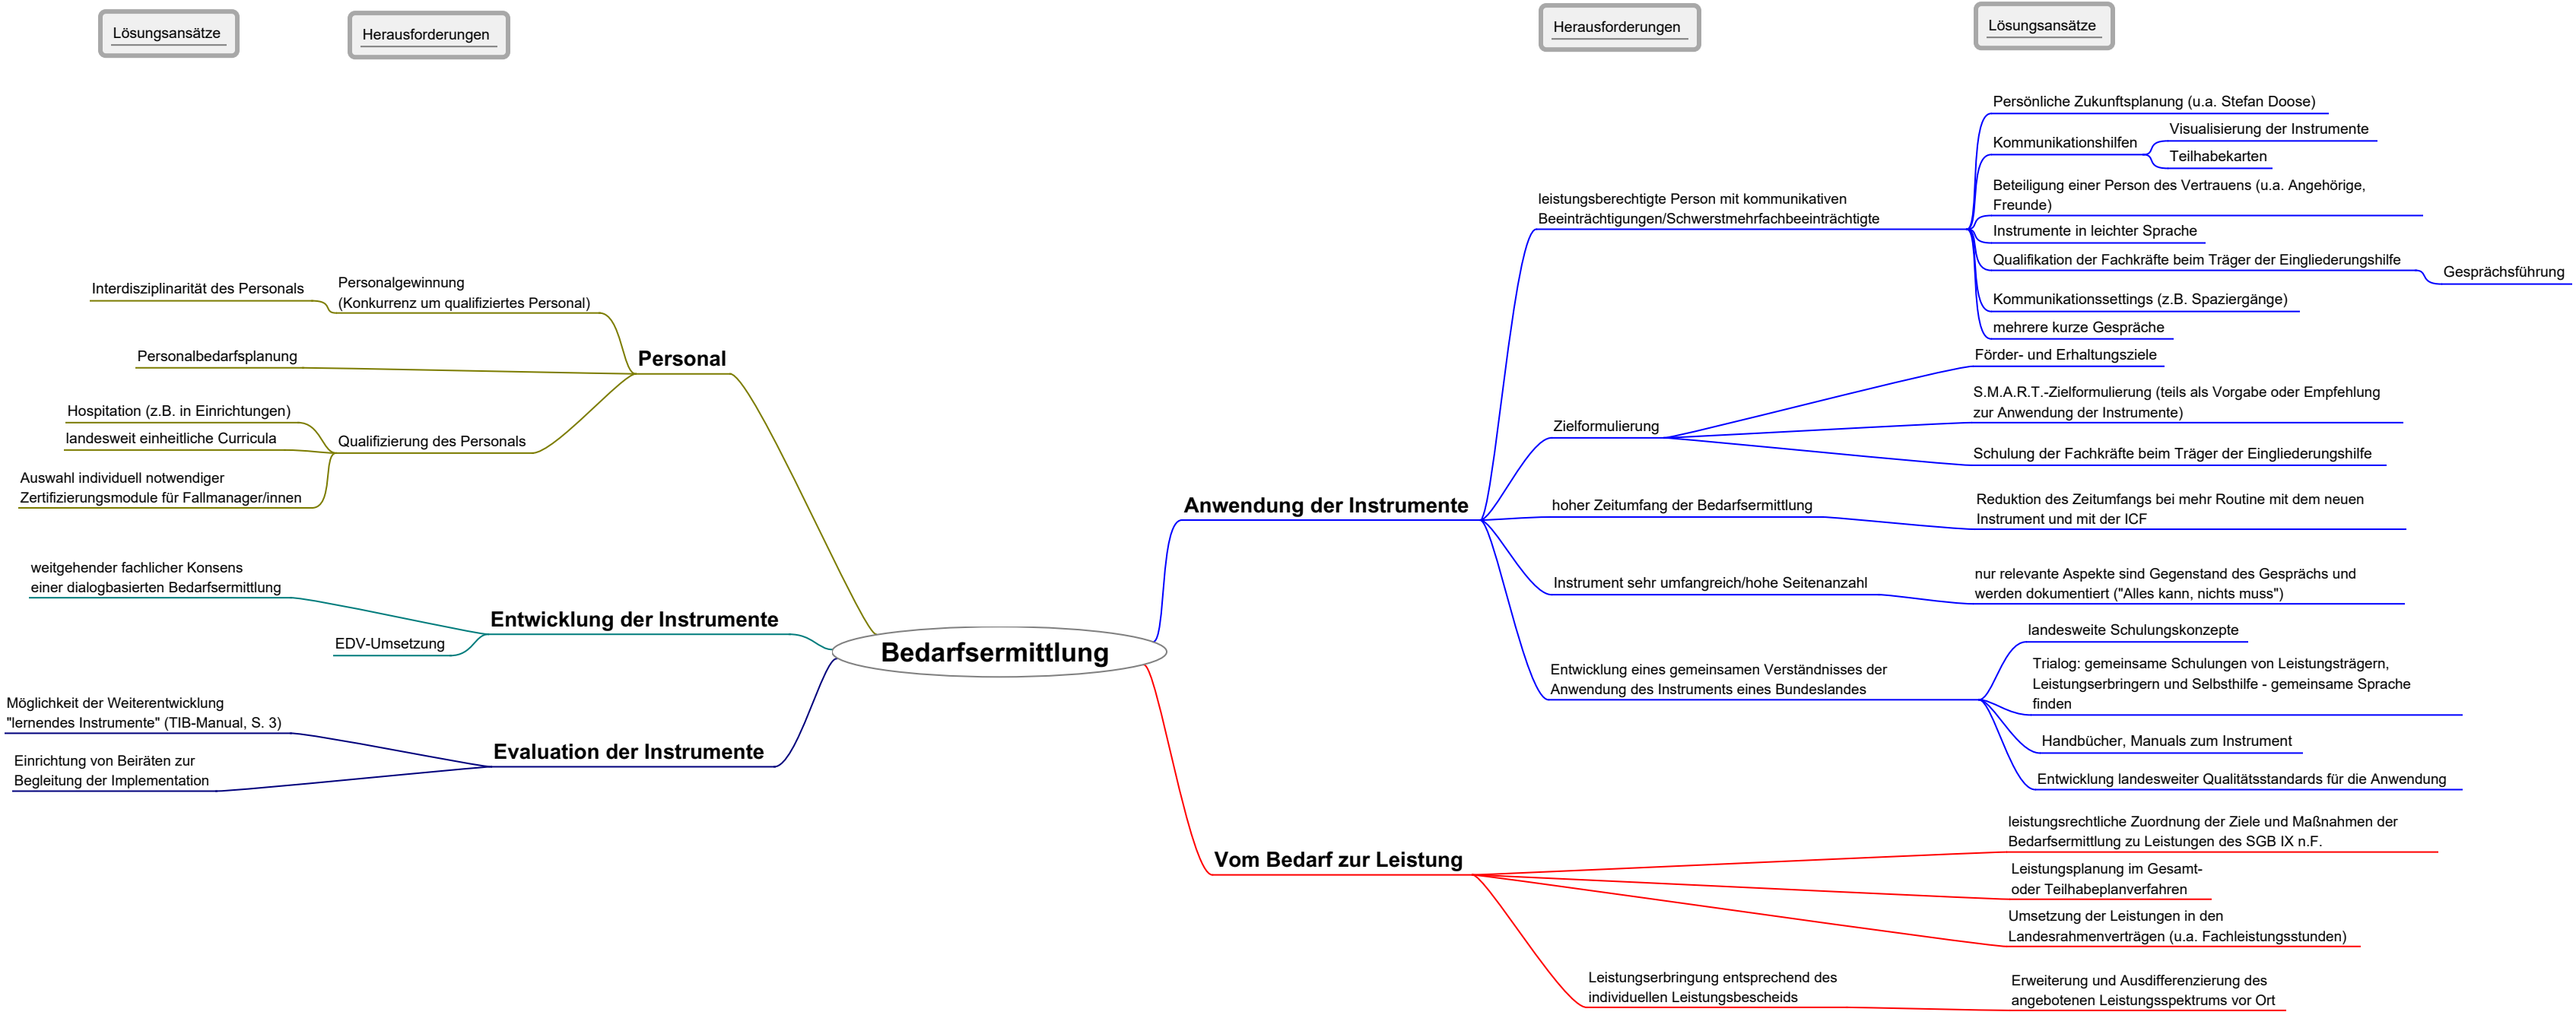 Lösungsansätze
Herausforderungen
Herausforderungen
Lösungsansätze
Bedarfsermittlung
Personal
Personalgewinnung
(Konkurrenz um qualifiziertes Personal)
Interdisziplinarität des Personals
Personalbedarfsplanung
Qualifizierung des Personals
Hospitation (z.B. in Einrichtungen)
landesweit einheitliche Curricula
Auswahl individuell notwendiger
Zertifizierungsmodule für Fallmanager/innen
Entwicklung der Instrumente
weitgehender fachlicher Konsens
einer dialogbasierten Bedarfsermittlung
EDV-Umsetzung
Evaluation der Instrumente
Möglichkeit der Weiterentwicklung
"lernendes Instrumente" (TIB-Manual, S. 3)
Einrichtung von Beiräten zur
Begleitung der Implementation
Anwendung der Instrumente
leistungsberechtigte Person mit kommunikativen
Beeinträchtigungen/Schwerstmehrfachbeeinträchtigte
Persönliche Zukunftsplanung (u.a. Stefan Doose)
Kommunikationshilfen
Visualisierung der Instrumente
Teilhabekarten
Beteiligung einer Person des Vertrauens (u.a. Angehörige,
Freunde)
Instrumente in leichter Sprache
Qualifikation der Fachkräfte beim Träger der Eingliederungshilfe
Gesprächsführung
Kommunikationssettings (z.B. Spaziergänge)
mehrere kurze Gespräche
Zielformulierung
Förder- und Erhaltungsziele
S.M.A.R.T.-Zielformulierung (teils als Vorgabe oder Empfehlung
zur Anwendung der Instrumente)
Schulung der Fachkräfte beim Träger der Eingliederungshilfe
hoher Zeitumfang der Bedarfsermittlung
Reduktion des Zeitumfangs bei mehr Routine mit dem neuen
Instrument und mit der ICF
Instrument sehr umfangreich/hohe Seitenanzahl
nur relevante Aspekte sind Gegenstand des Gesprächs und
werden dokumentiert ("Alles kann, nichts muss")
Entwicklung eines gemeinsamen Verständnisses der
Anwendung des Instruments eines Bundeslandes
landesweite Schulungskonzepte
Trialog: gemeinsame Schulungen von Leistungsträgern,
Leistungserbringern und Selbsthilfe - gemeinsame Sprache
finden
Handbücher, Manuals zum Instrument
Entwicklung landesweiter Qualitätsstandards für die Anwendung
Vom Bedarf zur Leistung
leistungsrechtliche Zuordnung der Ziele und Maßnahmen der
Bedarfsermittlung zu Leistungen des SGB IX n.F.
Leistungsplanung im Gesamt-
oder Teilhabeplanverfahren
Umsetzung der Leistungen in den
Landesrahmenverträgen (u.a. Fachleistungsstunden)
Leistungserbringung entsprechend des
individuellen Leistungsbescheids
Erweiterung und Ausdifferenzierung des
angebotenen Leistungsspektrums vor Ort